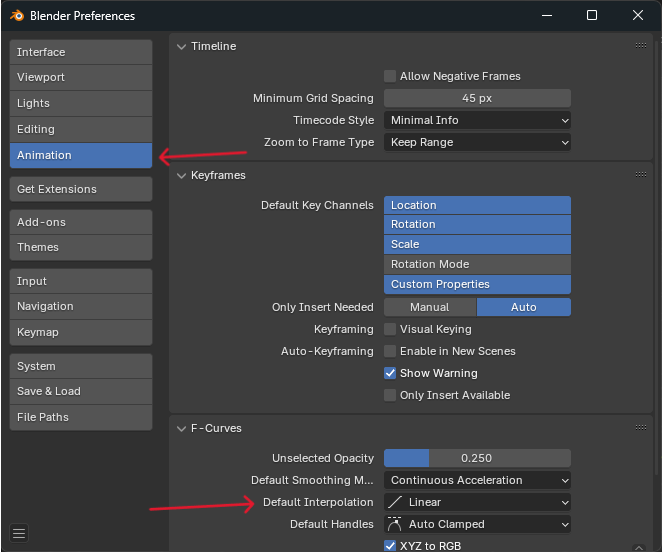 Blender Preferences
Interface
Viewport
Lights
Editing
Animation
Get Extensions
Add-ons
Themes
Input
Navigation
Keymap
System
Save & Load
File Paths
Timeline
Allow Negative Frames
Minimum Grid Spacing 45 px
Timecode Style Minimal Info
Zoom to Frame Type Keep Range
Keyframes
Default Key Channels Location
Rotation
Scale
Rotation Mode
Custom Properties
Only Insert Needed Manual Auto
Keyframing Visual Keying
Auto-Keyframing Enable in New Scenes
Show Warning
Only Insert Available
F-Curves
Unselected Opacity 0.250
Default Smoothing M... Continuous Acceleration
Default Interpolation Linear
Default Handles Auto Clamped
XYZ to RGB